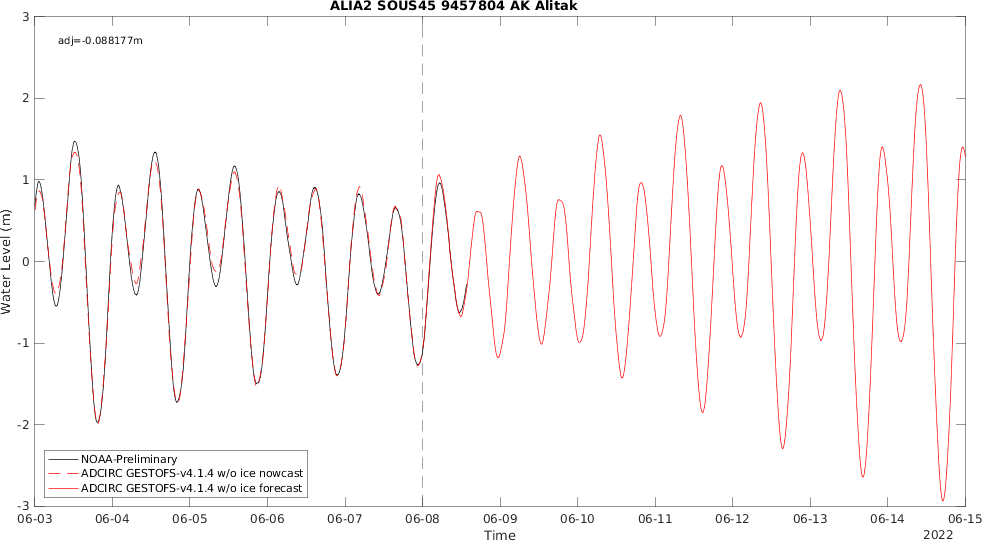 ALIA2 SOUS45 9457804 AK Alitak
adj=-0.088177m
3
2
1
0
-1
-2
-3
Water Level (m)
NOAA-Preliminary
ADCIRC GESTOFS-v4.1.4 w/o ice nowcast
ADCIRC GESTOFS-v4.1.4 w/o ice forecast
06-03 06-04 06-05 06-06 06-07 06-08 06-09 06-10 06-11 06-12 06-13 06-14 06-15
Time
2022